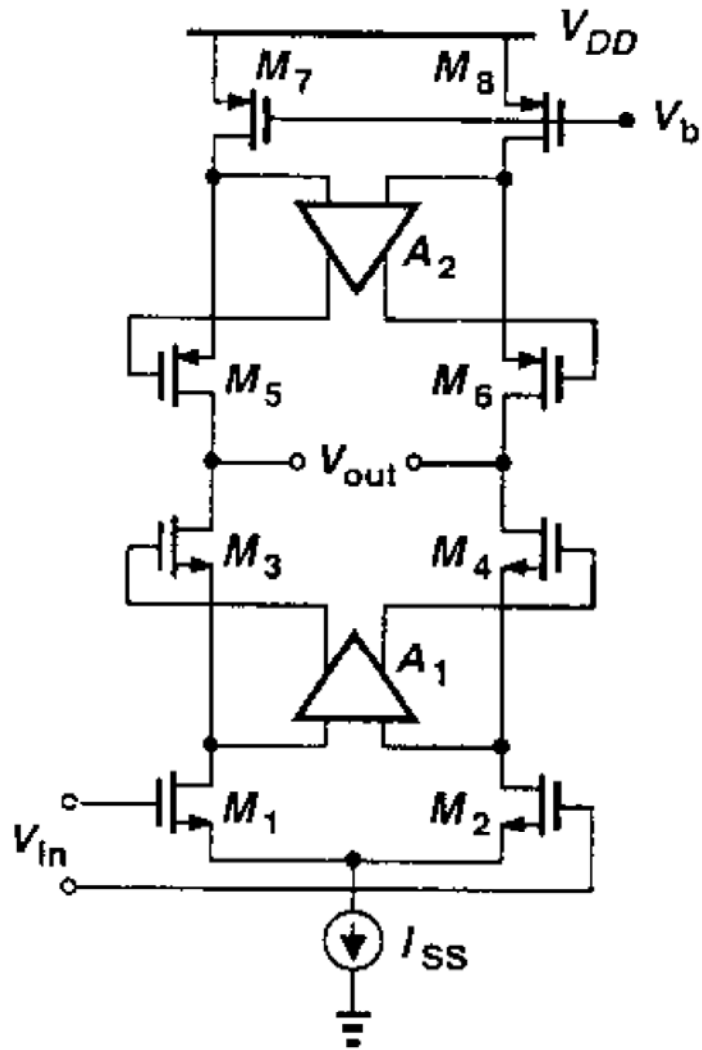 V_DD
M_7 M_8
V_b
A_2
M_5 M_6
V_out
M_3 M_4
A_1
M_1 M_2
V_in
I_SS